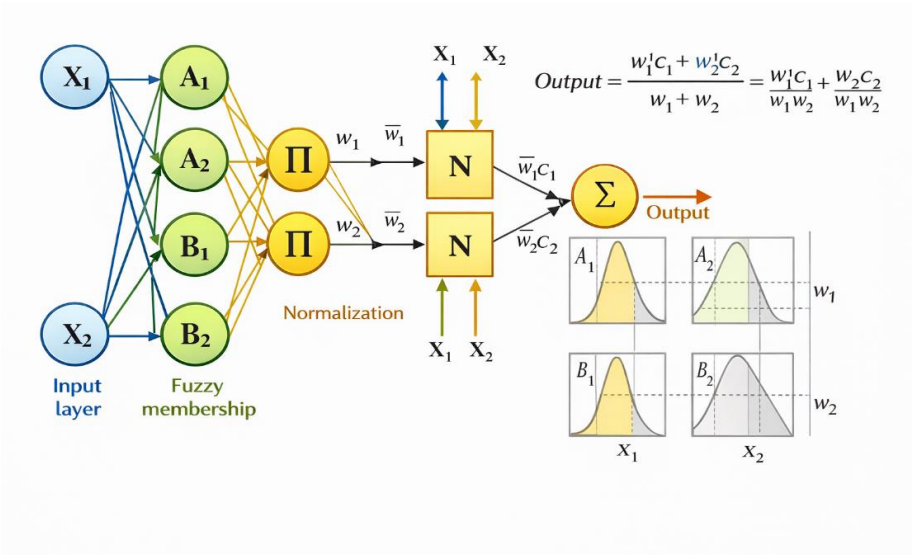 X₁
A₁
A₂
B₁
X₂
B₂
Π
Π
w₁
w̅₁
w₂
w̅₂
X₁ X₂
N
N
X₁ X₂
w̅₁c₁
w̅₂c₂
Σ
Output
Output = (w₁'c₁ + w₂'c₂) / (w₁ + w₂) = w₁'c₁ / w₁w₂ + w₂c₂ / w₁w₂
Normalization
Input
layer
Fuzzy
membership
A₁
A₂
w₁
B₁
B₂
w₂
X₁
X₂